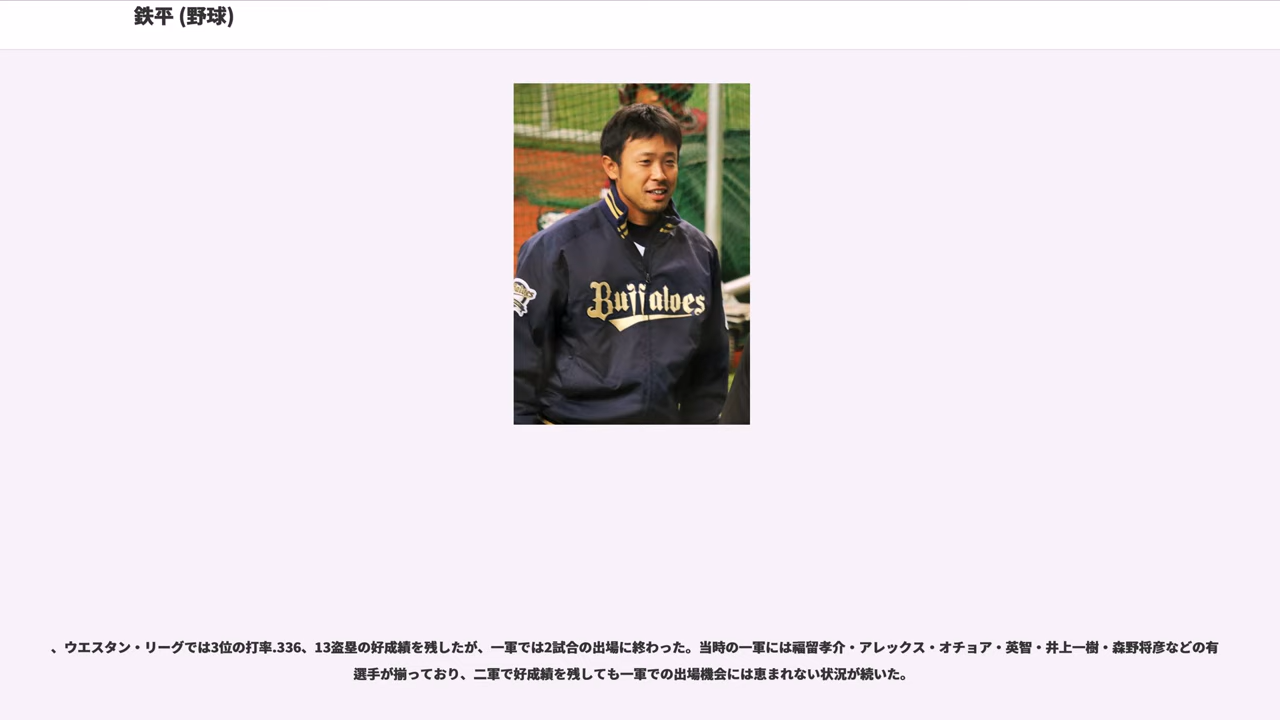 鉄平 (野球)
Buffaloes
、ウエスタン・リーグでは3位の打率.336、13盗塁の好成績を残したが、一軍では2試合の出場に終わった。当時の一軍には福留孝介・アレックス・オチョア・英智・井上一樹・森野将彦などの有
選手が揃っており、二軍で好成績を残しても一軍での出場機会には恵まれない状況が続いた。